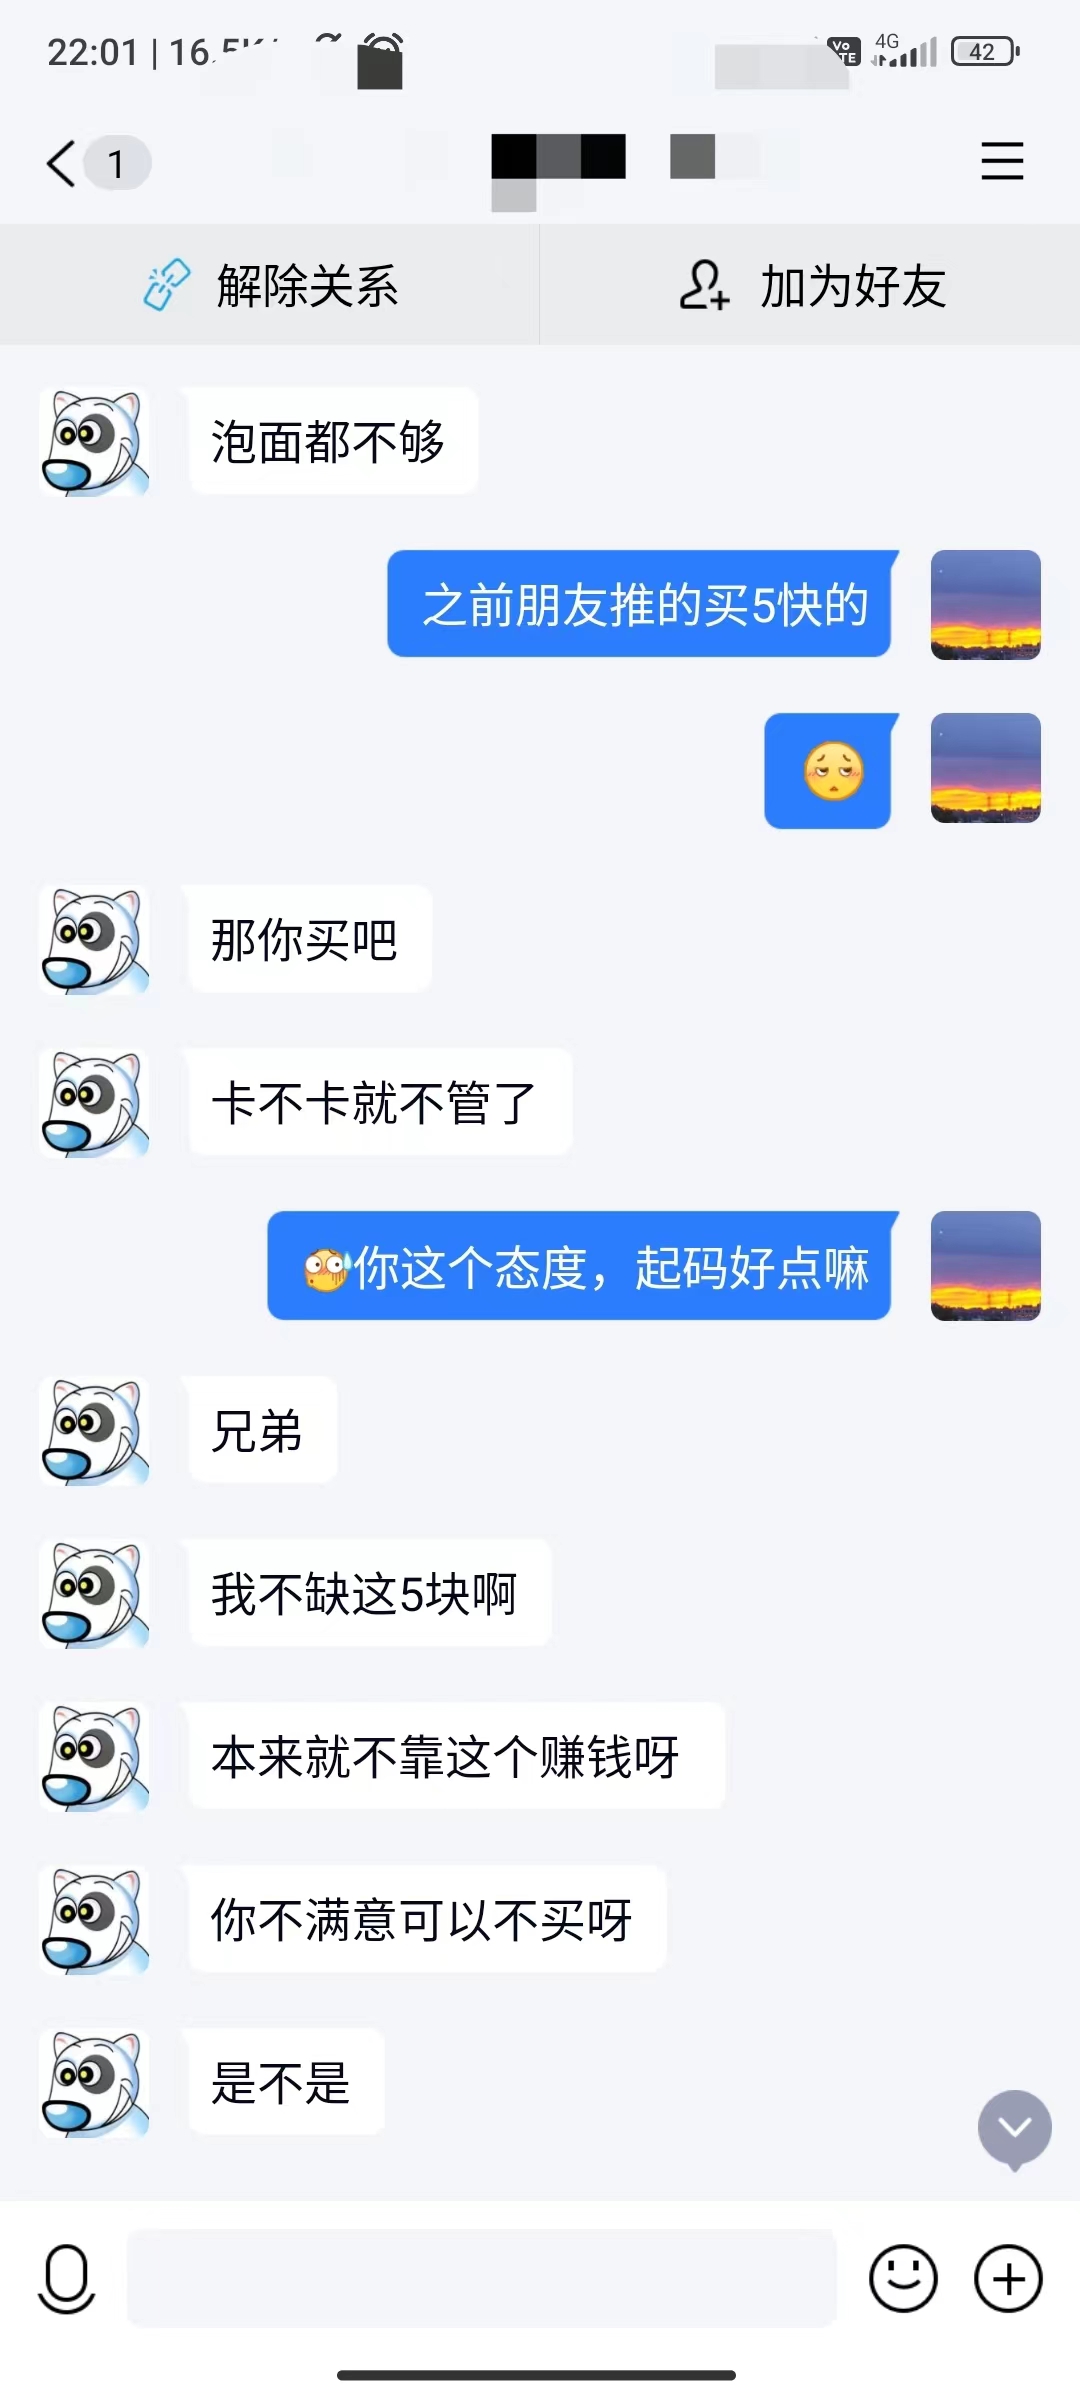 22:01 | 16.5K/
4G
42
1
解除关系
加为好友
泡面都不够
之前朋友推的买5快的
那你买吧
卡不卡就不管了
你这个态度，起码好点嘛
兄弟
我不缺这5块啊
本来就不靠这个赚钱呀
你不满意可以不买呀
是不是